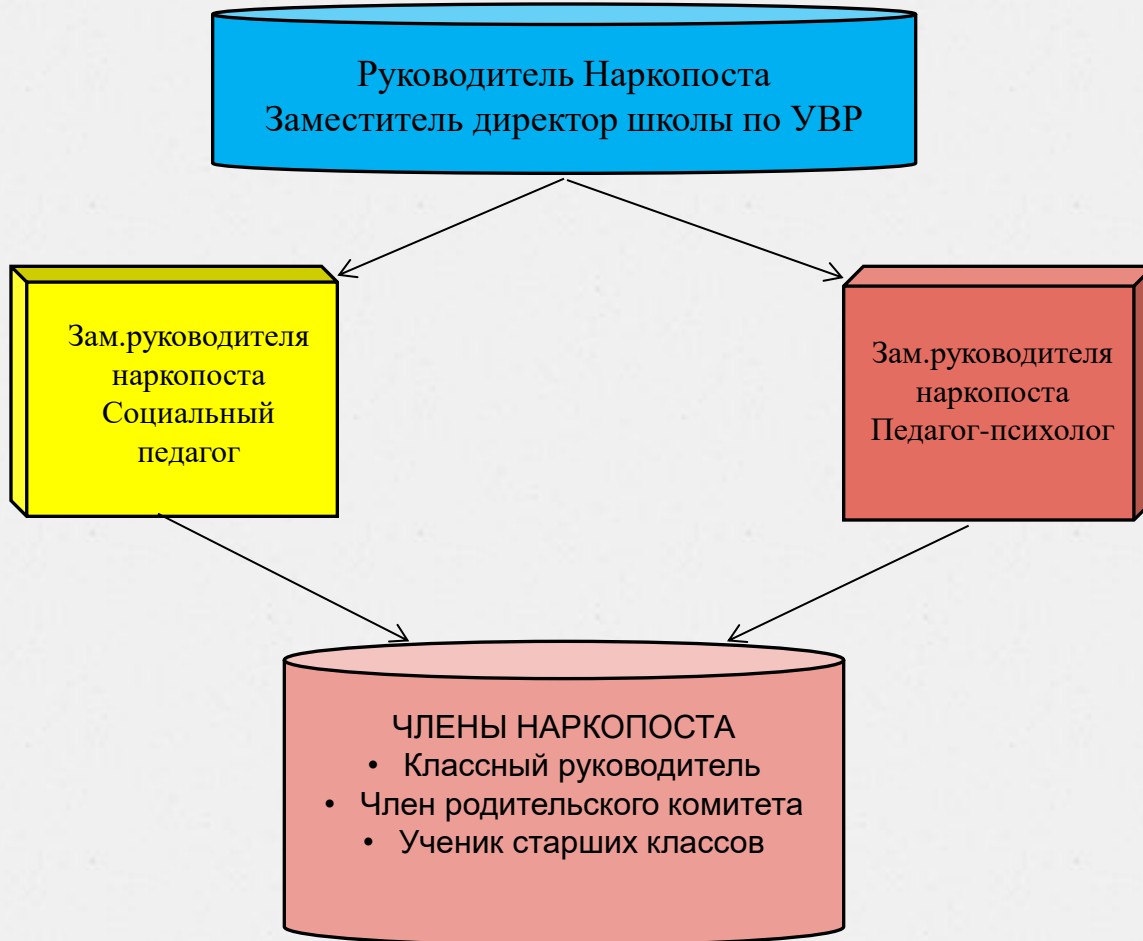 Руководитель Наркопоста
Заместитель директор школы по УВР
Зам.руководителя
наркопоста
Социальный
педагог
Зам.руководителя
наркопоста
Педагог-психолог
ЧЛЕНЫ НАРКОПОСТА
• Классный руководитель
• Член родительского комитета
• Ученик старших классов